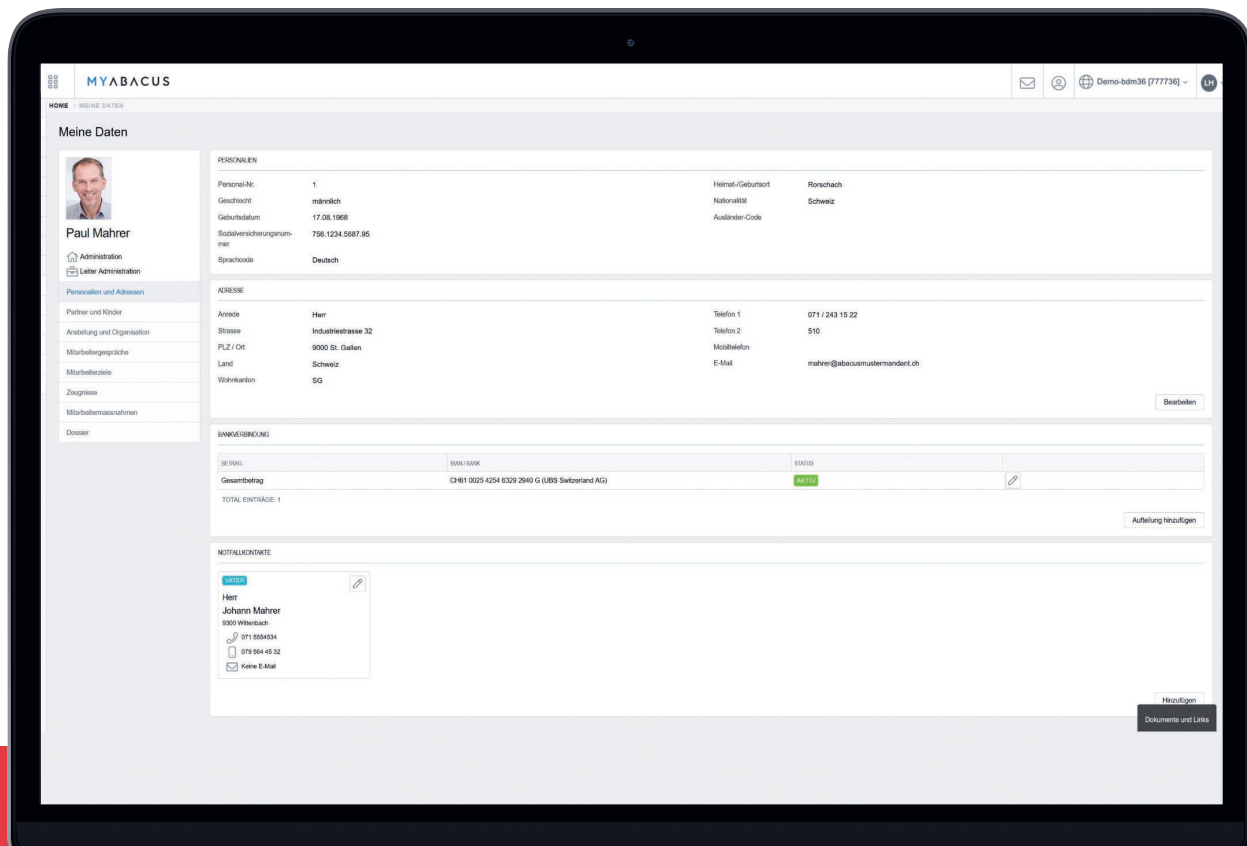 MYABACUS
Demo-bdm36 [777736]
LH
HOME > MEINE DATEN
Meine Daten
Paul Mahrer
Administration
Leiter Administration
Personalien und Adressen
Partner und Kinder
Anstellung und Organisation
Mitarbeitergespräche
Mitarbeiterziele
Zeugnisse
Mitarbeitermassnahmen
Dossier
PERSONALIEN
Personal-Nr. 1
Geschlecht männlich
Geburtsdatum 17.08.1968
Sozialversicherungsnum- 756.1234.5687.95
mer
Sprachcode Deutsch
Heimat-/Geburtsort Rorschach
Nationalität Schweiz
Ausländer-Code
ADRESSE
Anrede Herr
Strasse Industriestrasse 32
PLZ / Ort 9000 St. Gallen
Land Schweiz
Wohnkanton SG
Telefon 1 071 / 243 15 22
Telefon 2 510
Mobiltelefon
E-Mail mahrer@abacusmustermandant.ch
Bearbeiten
BANKVERBINDUNG
BETRAG IBAN / BANK STATUS
Gesamtbetrag CH61 0025 4254 6329 2940 G (UBS Switzerland AG) AKTIV
TOTAL EINTRÄGE: 1
Aufteilung hinzufügen
NOTFALLKONTAKTE
VATER
Herr
Johann Mahrer
9300 Wittenbach
071 5554534
079 564 45 32
Keine E-Mail
Hinzufügen
Dokumente und Links